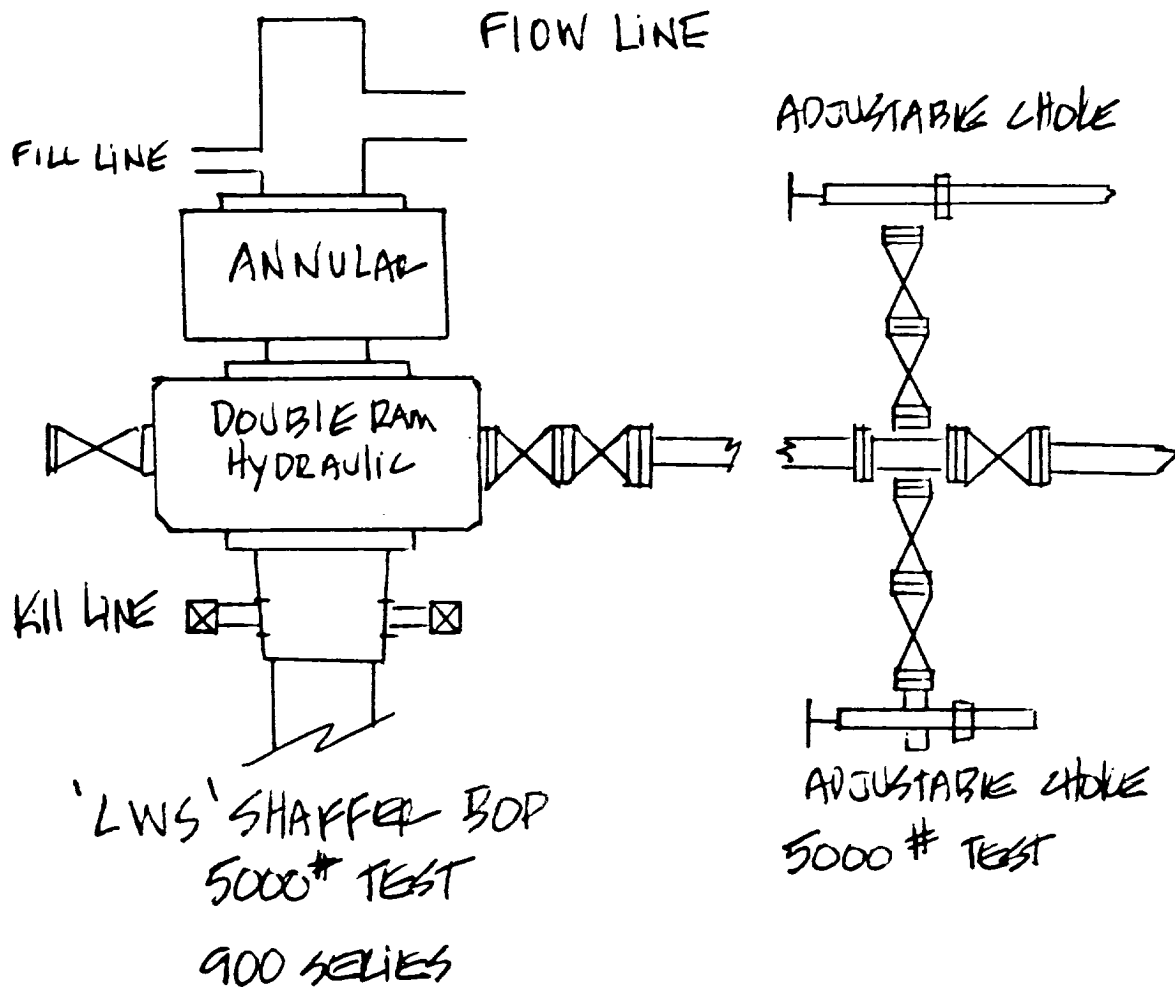 FLOW LINE
ADJUSTABLE CHOKE
FILL LINE
ANNULAR
DOUBLE RAM
HYDRAULIC
Kill LINE
'LWS' SHAFFER BOP
5000# TEST
900 SERIES
ADJUSTABLE CHOKE
5000# TEST